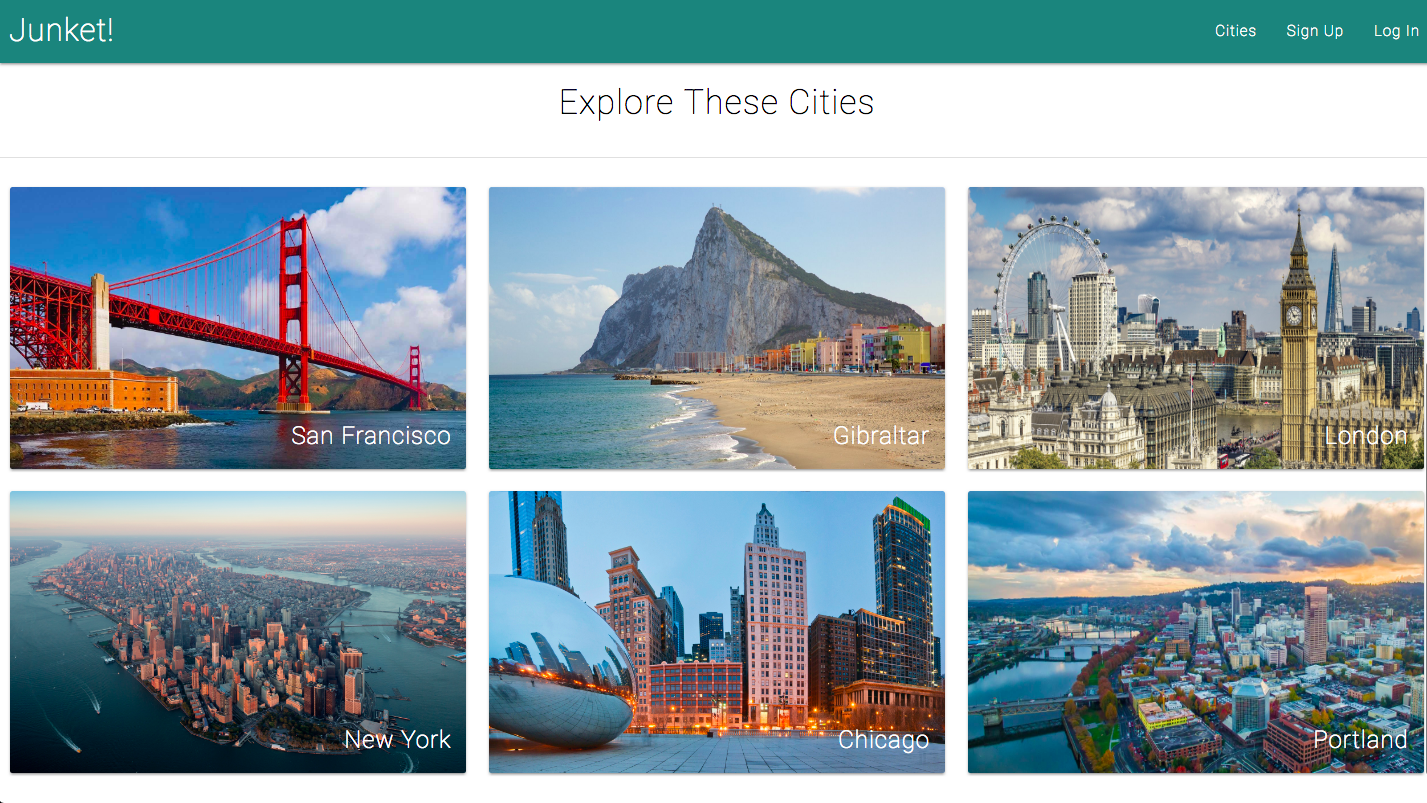 Junket!
Cities
Sign Up
Log In
Explore These Cities
San Francisco
Gibraltar
London
New York
Chicago
Portland